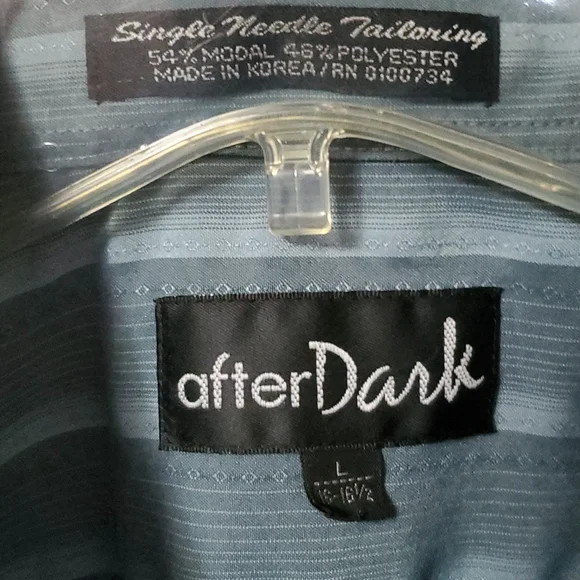 Single Needle Tailoring
54% MODAL 46% POLYESTER
MADE IN KOREA/RN 0100734
afterDark
L
16-16½